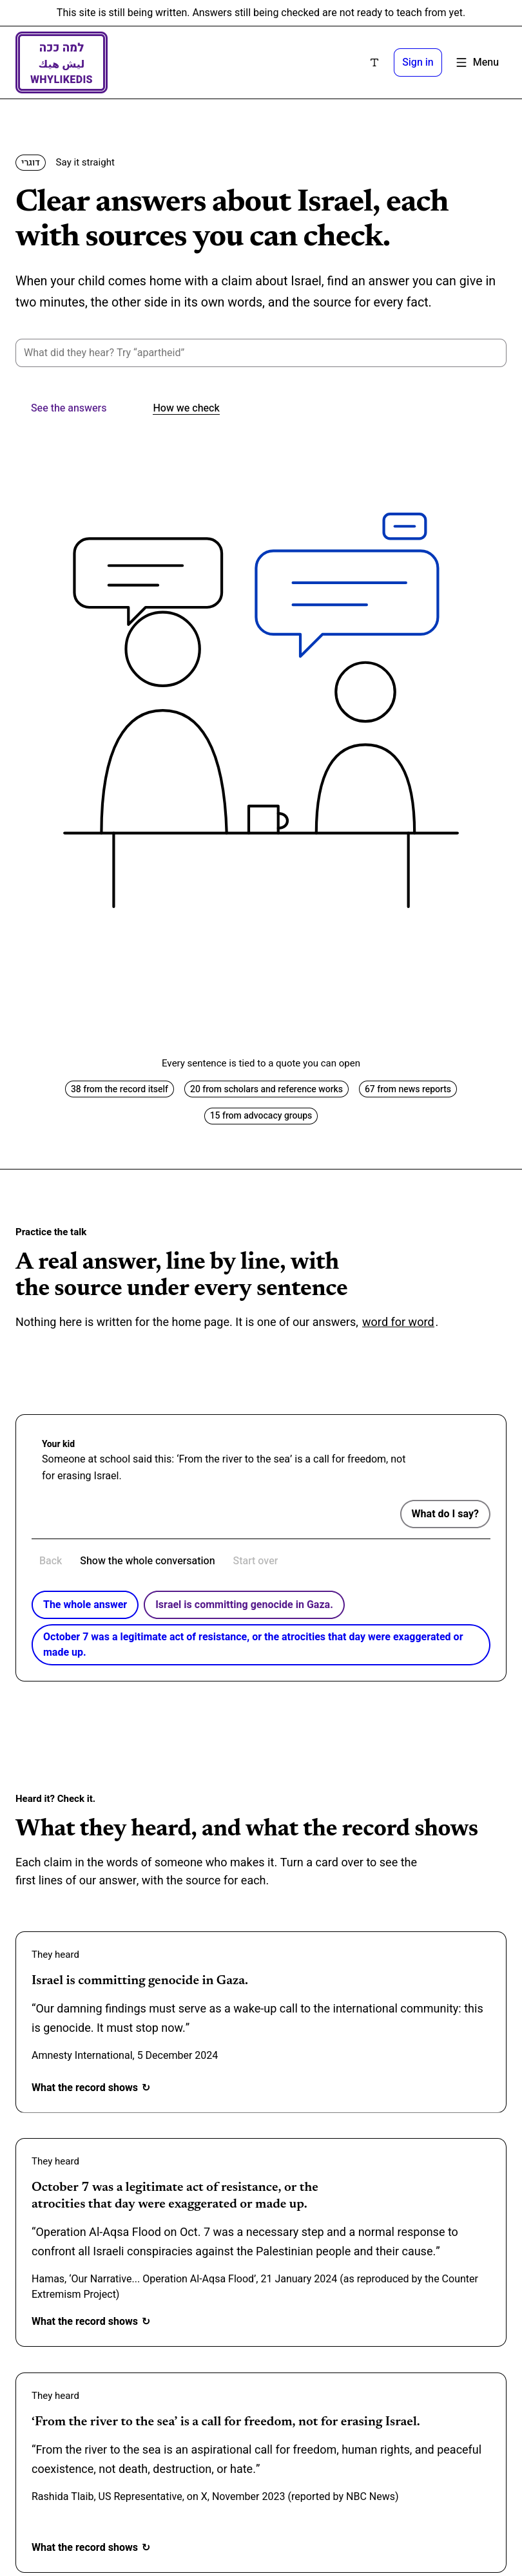 This site is still being written. Answers still being checked are not ready to teach from yet.
למה ככה
ليش هيك
WHYLIKEDIS
Sign in
Menu
דוגרי
Say it straight
Clear answers about Israel, each
with sources you can check.
When your child comes home with a claim about Israel, find an answer you can give in
two minutes, the other side in its own words, and the source for every fact.
What did they hear? Try “apartheid”
See the answers
How we check
Every sentence is tied to a quote you can open
38 from the record itself
20 from scholars and reference works
67 from news reports
15 from advocacy groups
Practice the talk
A real answer, line by line, with
the source under every sentence
Nothing here is written for the home page. It is one of our answers, word for word.
Your kid
Someone at school said this: ‘From the river to the sea’ is a call for freedom, not
for erasing Israel.
What do I say?
Back
Show the whole conversation
Start over
The whole answer
Israel is committing genocide in Gaza.
October 7 was a legitimate act of resistance, or the atrocities that day were exaggerated or
made up.
Heard it? Check it.
What they heard, and what the record shows
Each claim in the words of someone who makes it. Turn a card over to see the
first lines of our answer, with the source for each.
They heard
Israel is committing genocide in Gaza.
“Our damning findings must serve as a wake-up call to the international community: this
is genocide. It must stop now.”
Amnesty International, 5 December 2024
What the record shows ↻
They heard
October 7 was a legitimate act of resistance, or the
atrocities that day were exaggerated or made up.
“Operation Al-Aqsa Flood on Oct. 7 was a necessary step and a normal response to
confront all Israeli conspiracies against the Palestinian people and their cause.”
Hamas, ‘Our Narrative... Operation Al-Aqsa Flood’, 21 January 2024 (as reproduced by the Counter
Extremism Project)
What the record shows ↻
They heard
‘From the river to the sea’ is a call for freedom, not for erasing Israel.
“From the river to the sea is an aspirational call for freedom, human rights, and peaceful
coexistence, not death, destruction, or hate.”
Rashida Tlaib, US Representative, on X, November 2023 (reported by NBC News)
What the record shows ↻